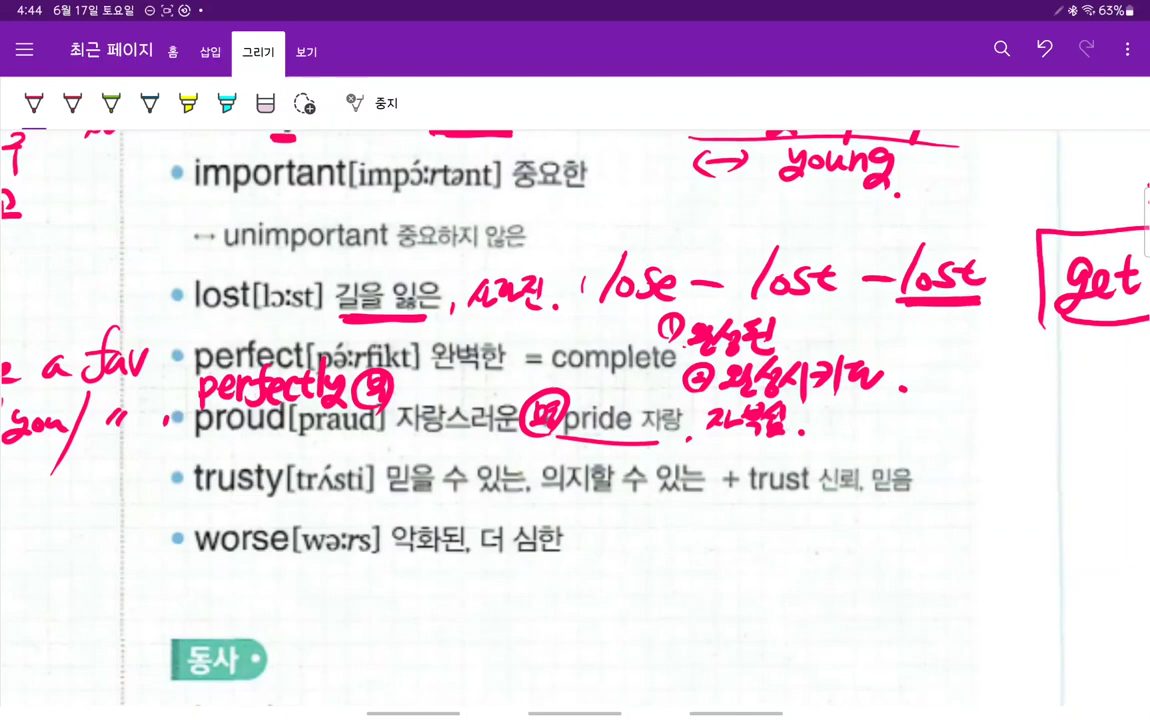 4:44 6월 17일 토요일 63%
최근 페이지 홈 삽입 그리기 보기
중지
important[impɔ́ːrtənt] 중요한
↔ young.
↔ unimportant 중요하지 않은
lost[lɔːst] 길을 잃은, 사라진. lose - lost - lost get
perfect[pə́ːrfikt] 완벽한 = complete ① 완성된
② 완성시키다.
a fav perfectly 부
you / 〃. proud[praud] 자랑스러운 명 pride 자랑, 자부심.
trusty[trʌ́sti] 믿을 수 있는, 의지할 수 있는 + trust 신뢰, 믿음
worse[wəːrs] 악화된, 더 심한
동사